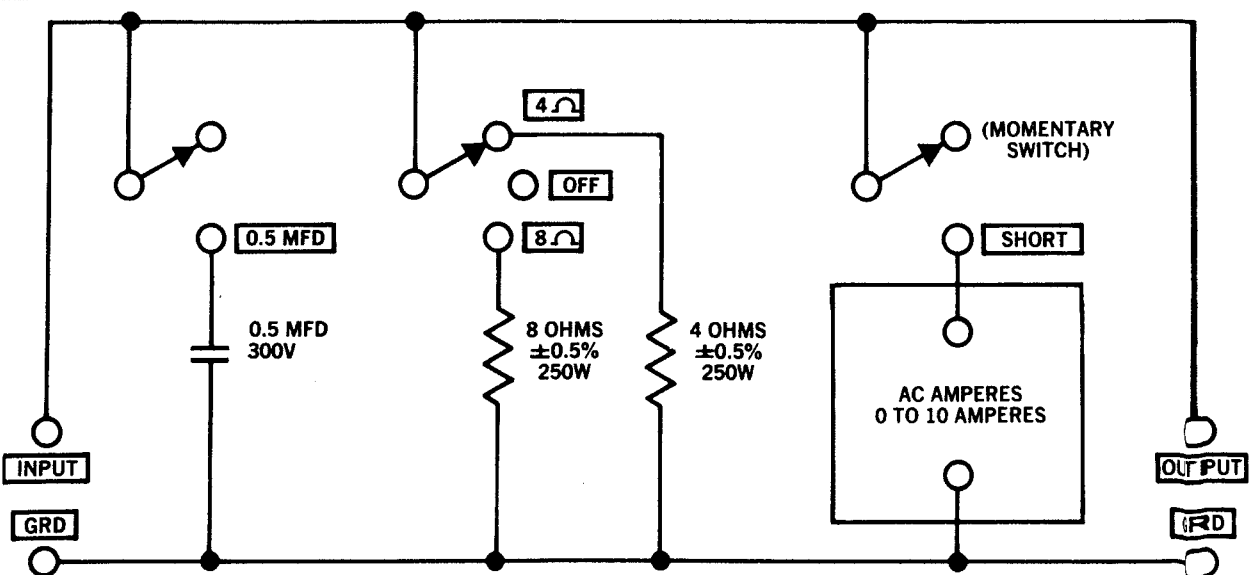 4 Ω
(MOMENTARY
SWITCH)
OFF
0.5 MFD
8 Ω
SHORT
0.5 MFD
300V
8 OHMS
±0.5%
250W
4 OHMS
±0.5%
250W
AC AMPERES
0 TO 10 AMPERES
INPUT
OUTPUT
GRD
GRD